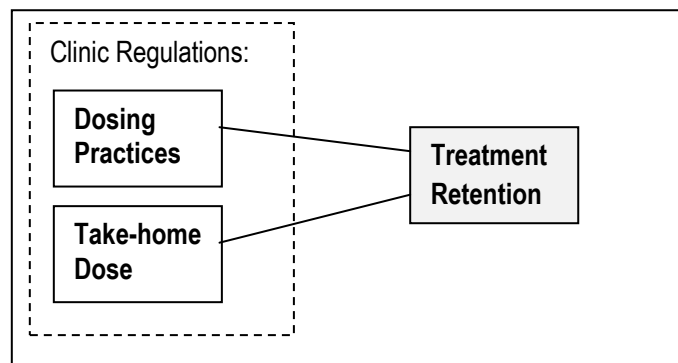 Clinic Regulations:
Dosing
Practices
Treatment
Retention
Take-home
Dose